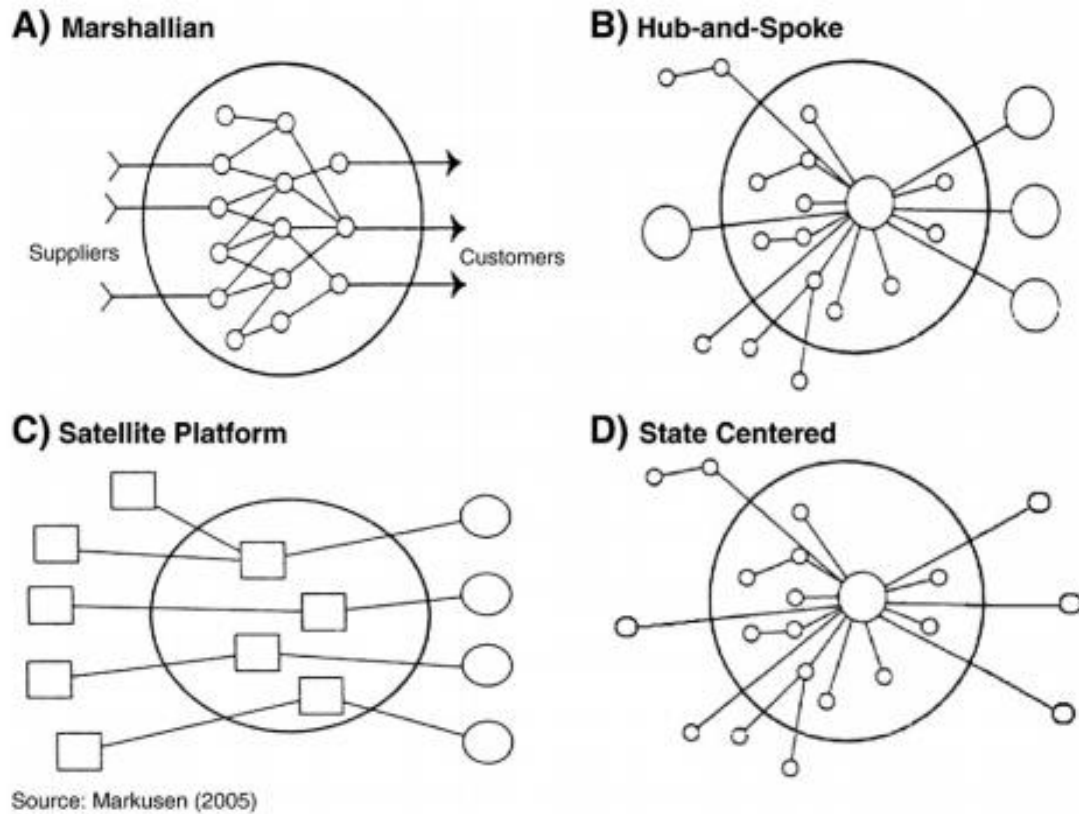 A) Marshallian
B) Hub-and-Spoke
Suppliers
Customers
C) Satellite Platform
D) State Centered
Source: Markusen (2005)